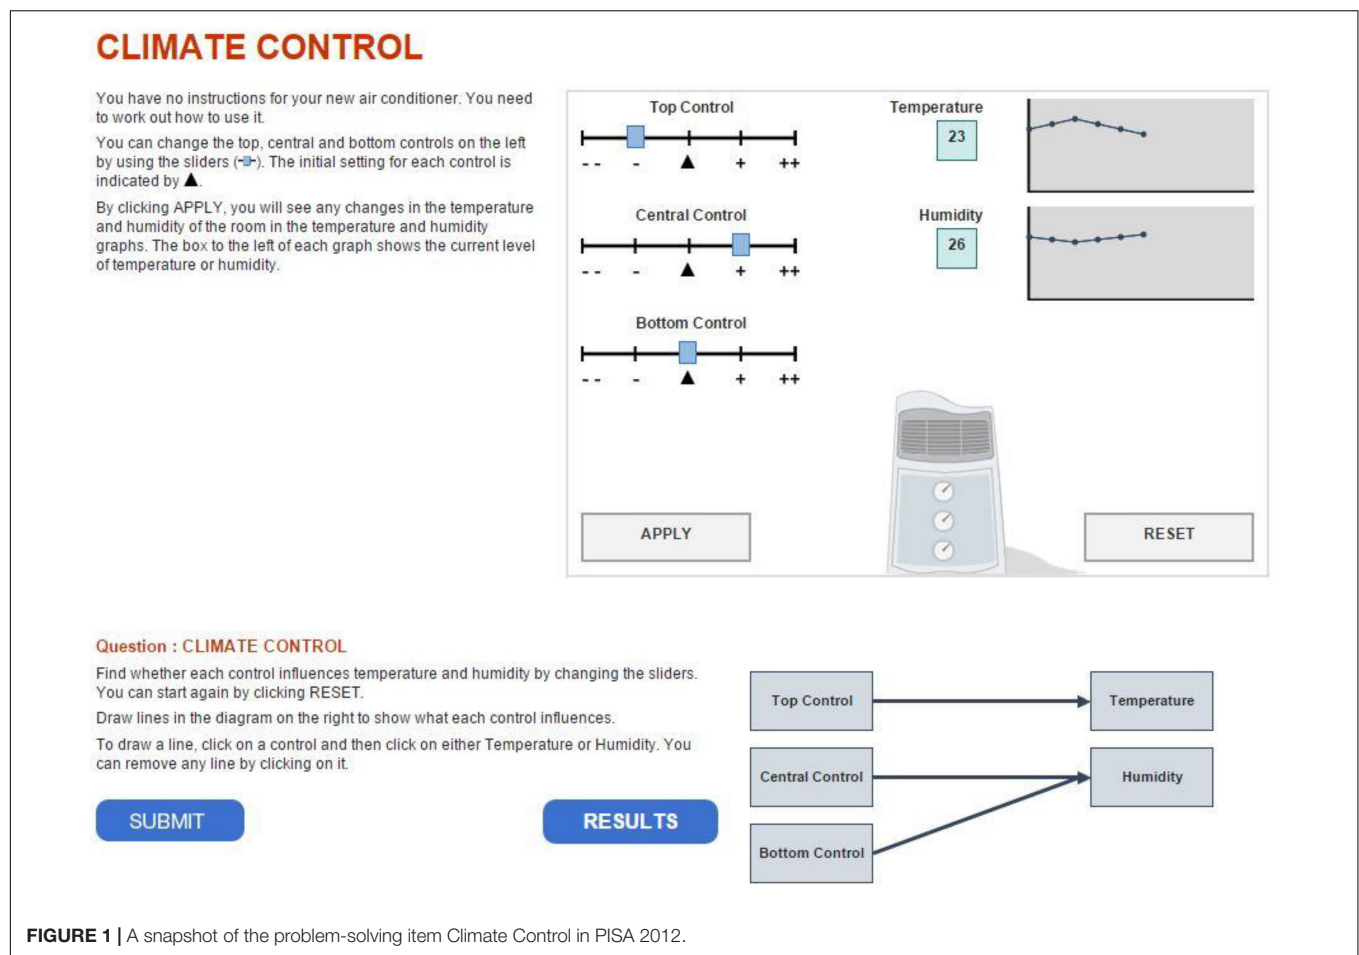 CLIMATE CONTROL
You have no instructions for your new air conditioner. You need
to work out how to use it.
You can change the top, central and bottom controls on the left
by using the sliders (). The initial setting for each control is
indicated by ▲.
By clicking APPLY, you will see any changes in the temperature
and humidity of the room in the temperature and humidity
graphs. The box to the left of each graph shows the current level
of temperature or humidity.
Top Control
-- - ▲ + ++
Central Control
-- - ▲ + ++
Bottom Control
-- - ▲ + ++
Temperature
23
Humidity
26
APPLY
RESET
Question : CLIMATE CONTROL
Find whether each control influences temperature and humidity by changing the sliders.
You can start again by clicking RESET.
Draw lines in the diagram on the right to show what each control influences.
To draw a line, click on a control and then click on either Temperature or Humidity. You
can remove any line by clicking on it.
SUBMIT
RESULTS
Top Control
Temperature
Central Control
Humidity
Bottom Control
FIGURE 1 | A snapshot of the problem-solving item Climate Control in PISA 2012.